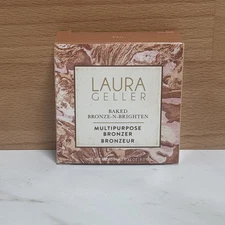 LAURA
GELLER
BAKED
BRONZE-N-BRIGHTEN
MULTIPURPOSE
BRONZER
BRONZEUR